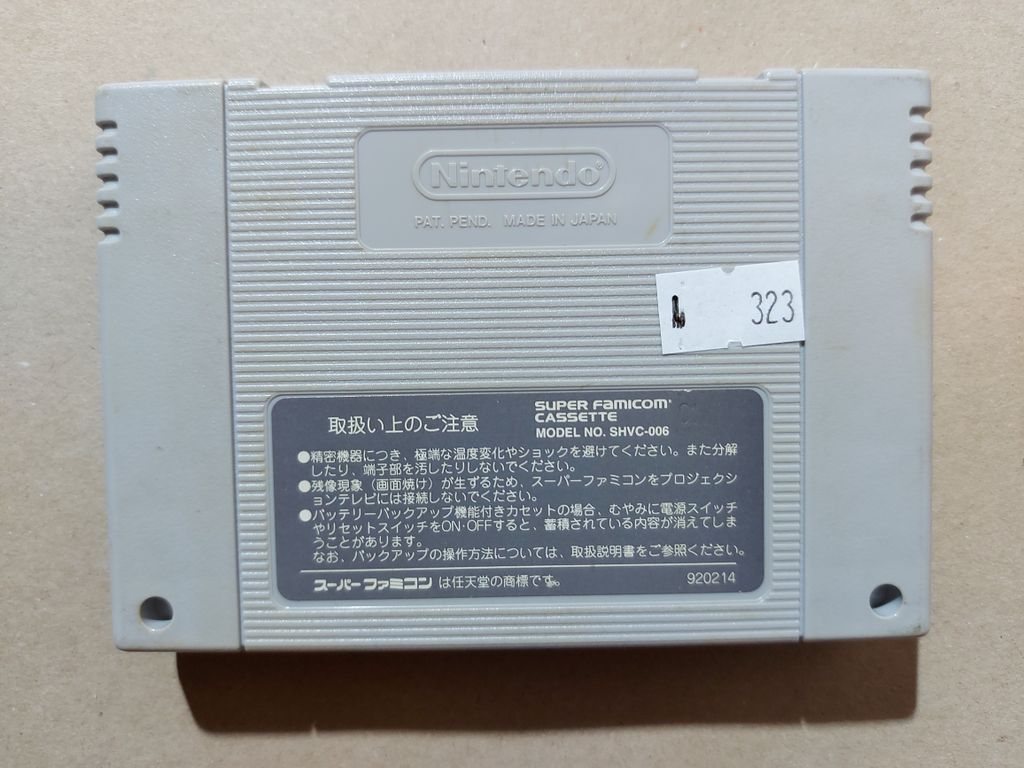 Nintendo®
PAT. PEND. MADE IN JAPAN
323
取扱い上のご注意
SUPER FAMICOM
CASSETTE
MODEL NO. SHVC-006
●精密機器につき、極端な温度変化やショックを避けてください。また分解
したり、端子部を汚したりしないでください。
●残像現象（画面焼け）が生ずるため、スーパーファミコンをプロジェクシ
ョンテレビには接続しないでください。
●バッテリーバックアップ機能付きカセットの場合、むやみに電源スイッチ
やリセットスイッチをON·OFFすると、蓄積されている内容が消えてしま
うことがあります。
なお、バックアップの操作方法については、取扱説明書をご参照ください。
スーパーファミコン は任天堂の商標です。
920214